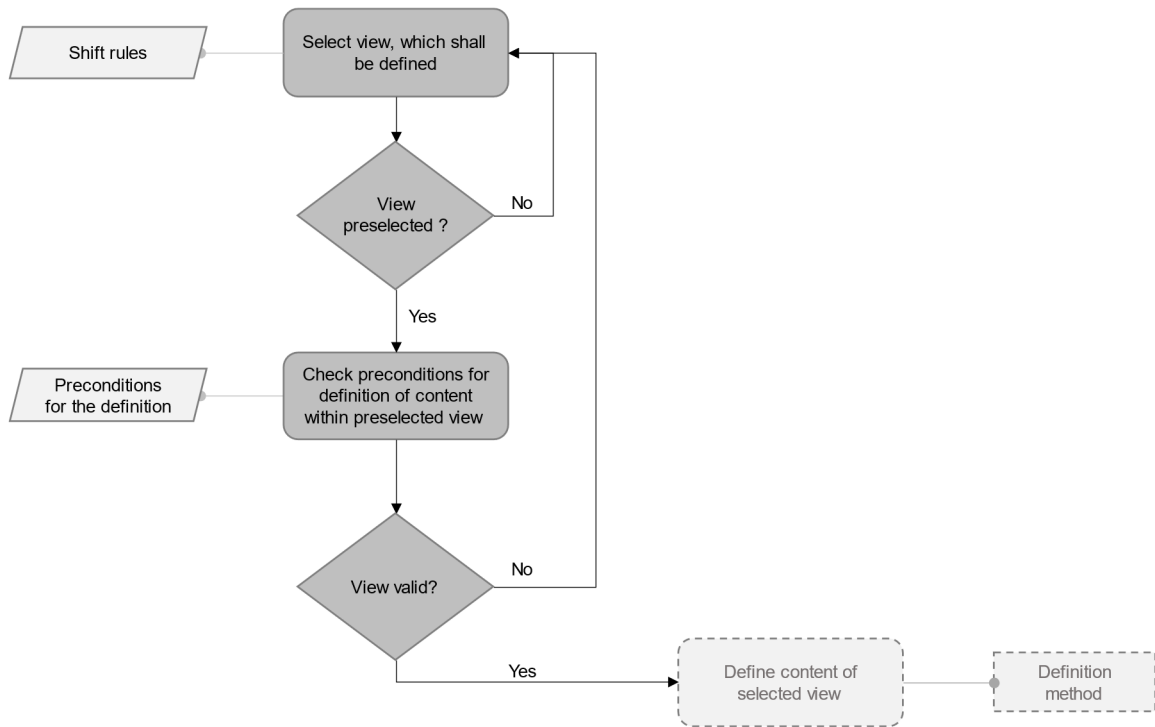 Shift rules
Select view, which shall
be defined
View
preselected ?
No
Yes
Preconditions
for the definition
Check preconditions for
definition of content
within preselected view
View valid?
No
Yes
Define content of
selected view
Definition
method